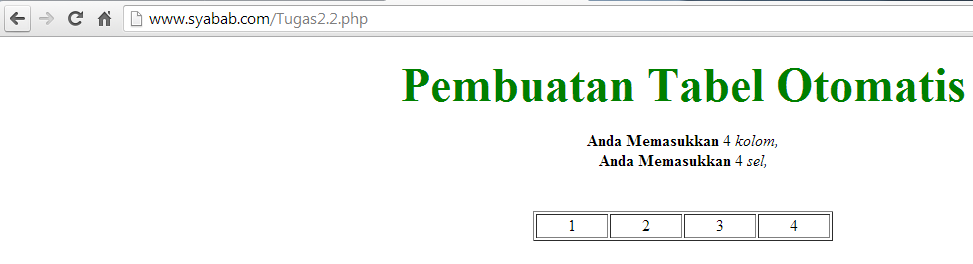 www.syabab.com/Tugas2.2.php
Pembuatan Tabel Otomatis
Anda Memasukkan 4 kolom,
Anda Memasukkan 4 sel,
1 2 3 4